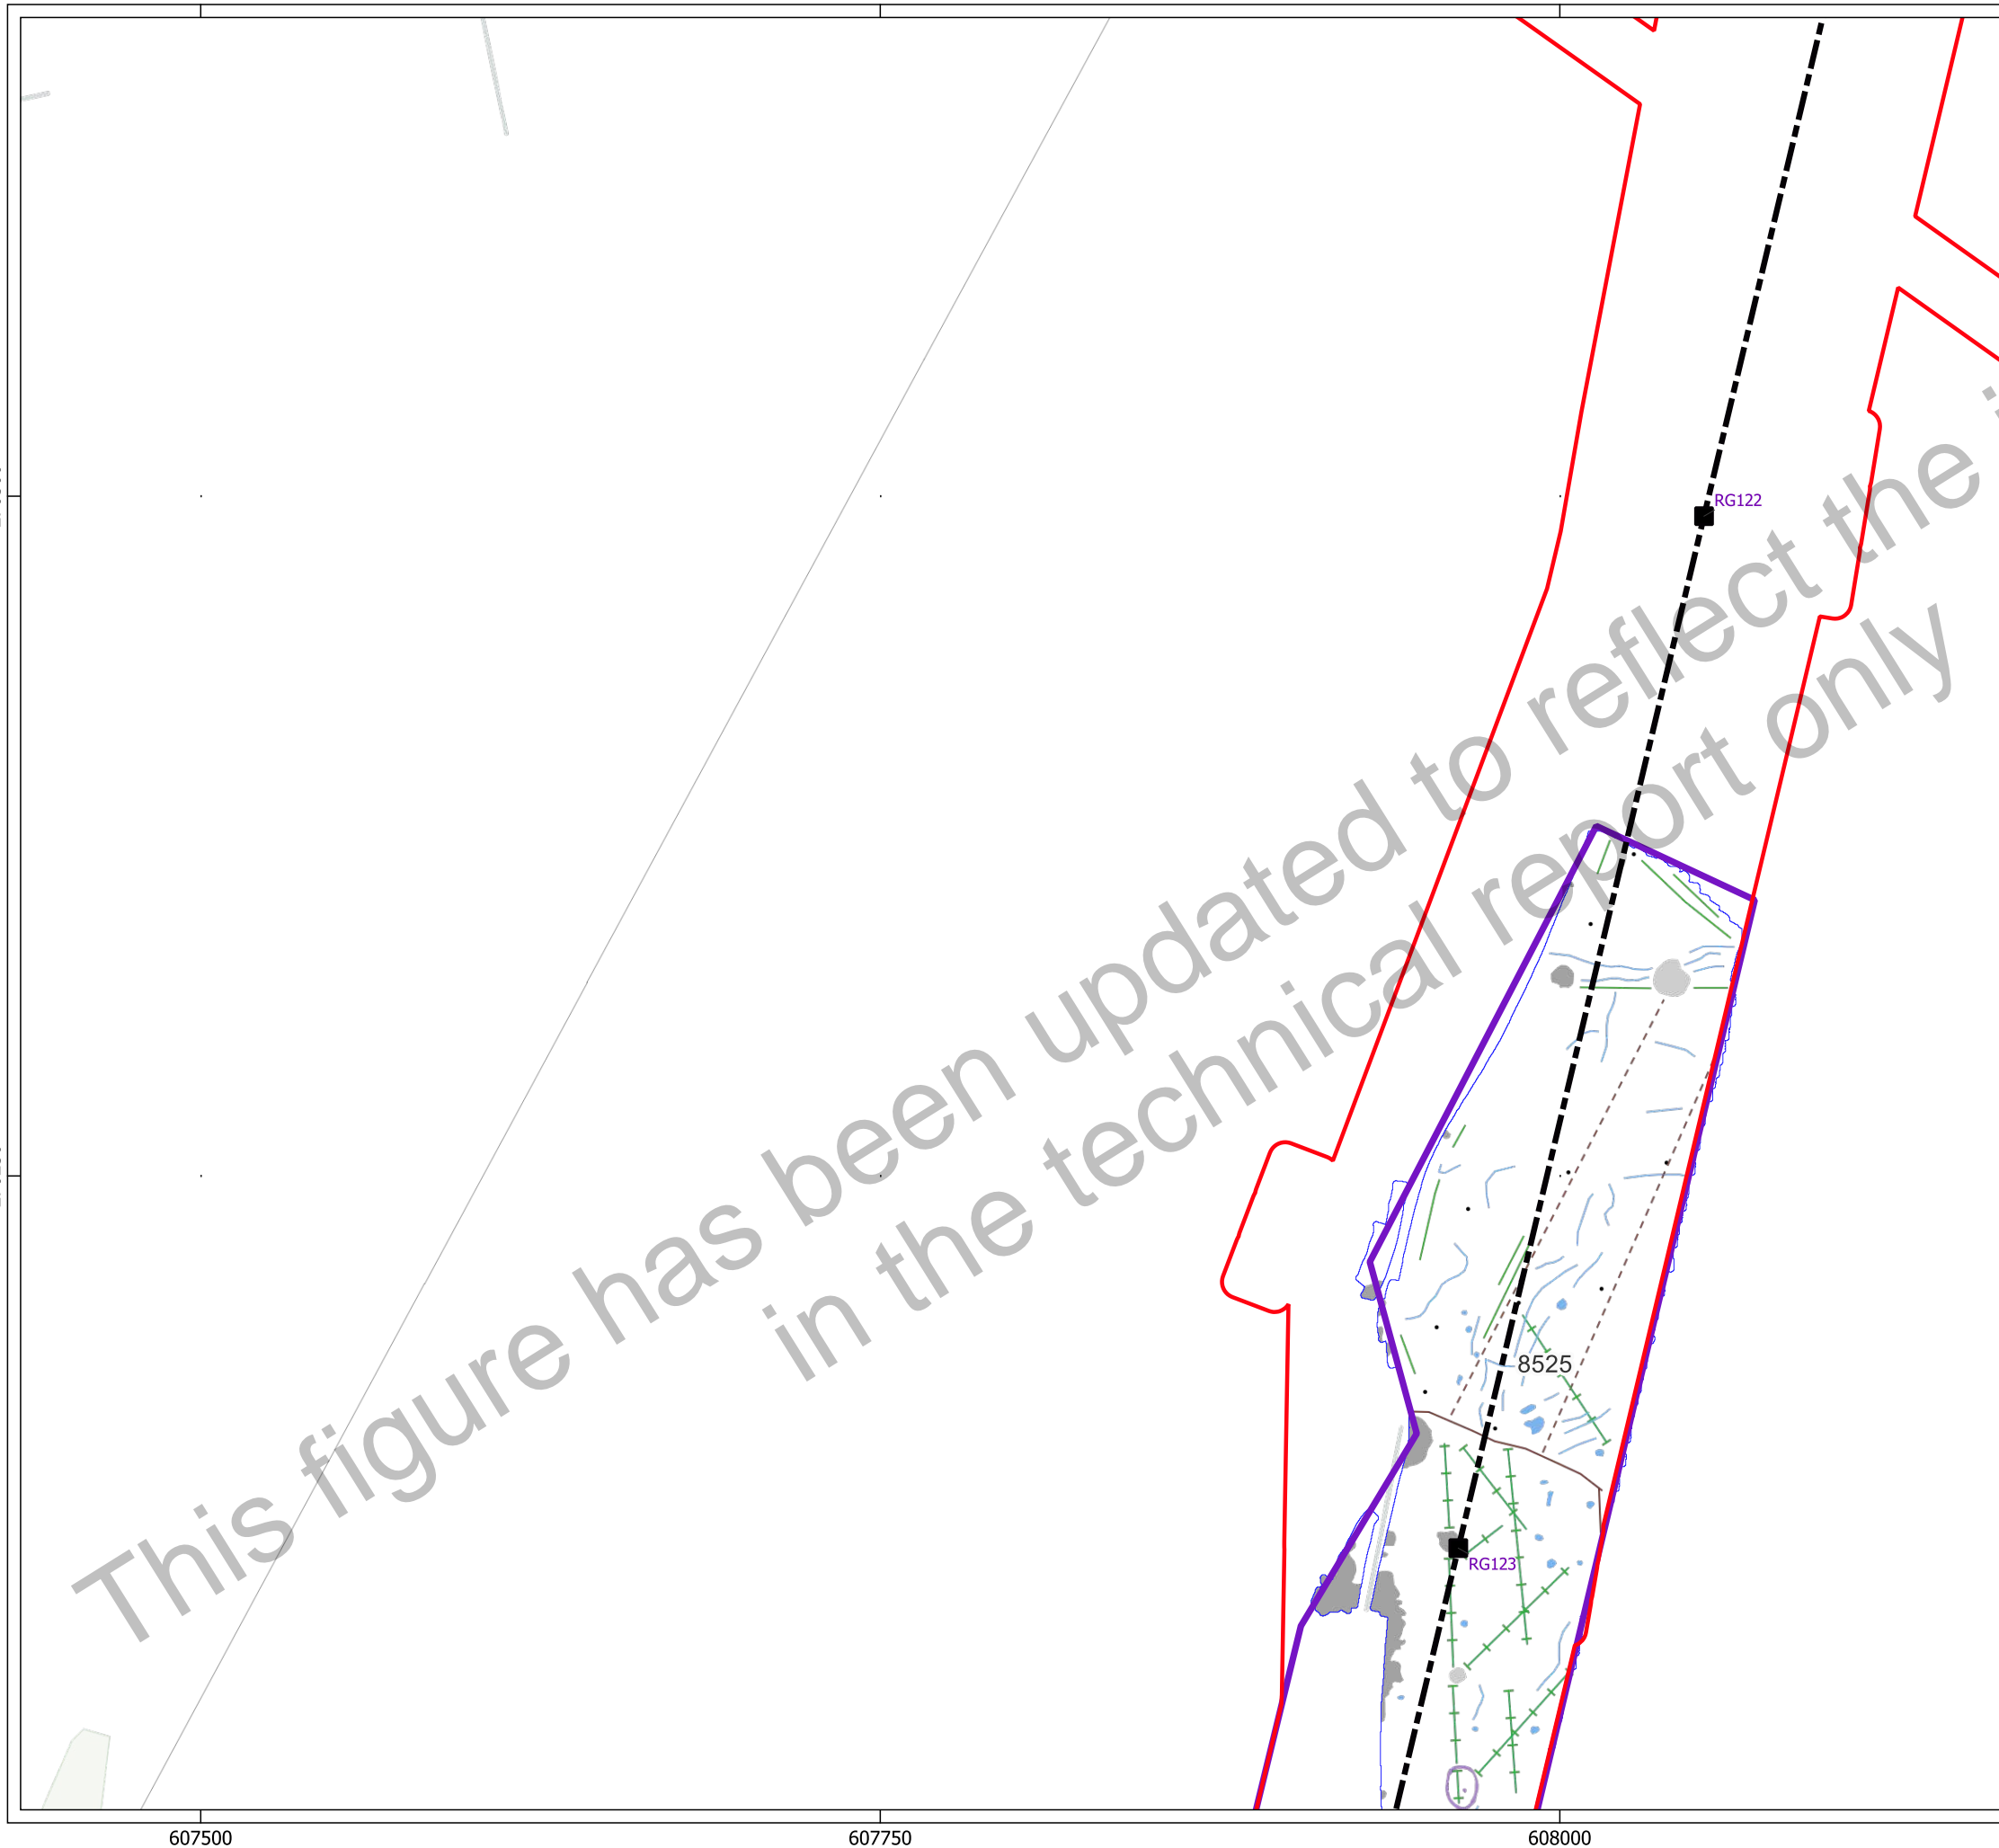 RG122
This figure has been updated to reflect the
in the technical report only
8525
RG123
607500
607750
608000